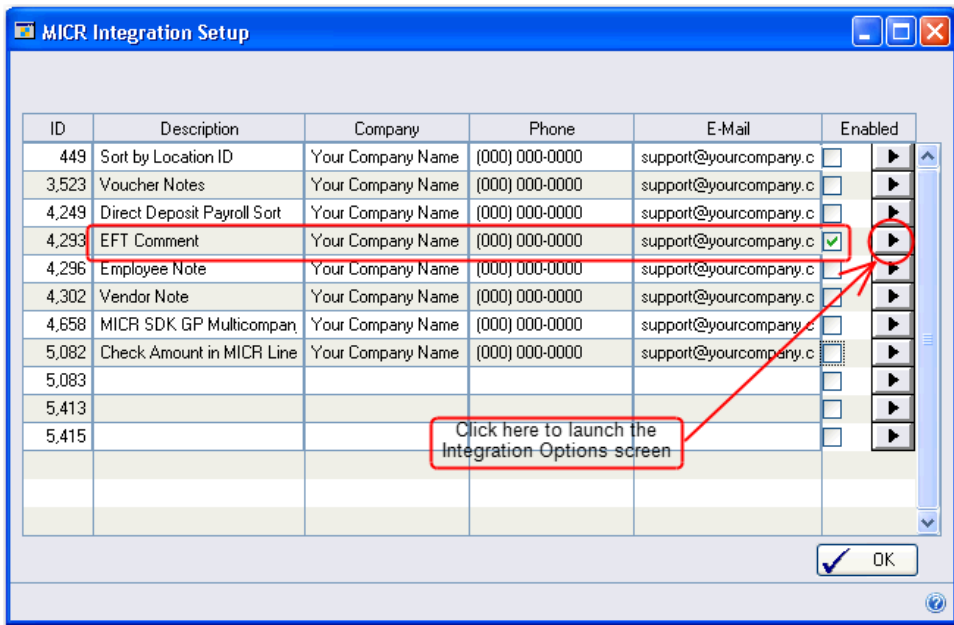 MICR Integration Setup
ID Description Company Phone E-Mail Enabled
449 Sort by Location ID Your Company Name (000) 000-0000 support@yourcompany.c
3,523 Voucher Notes Your Company Name (000) 000-0000 support@yourcompany.c
4,249 Direct Deposit Payroll Sort Your Company Name (000) 000-0000 support@yourcompany.c
4,293 EFT Comment Your Company Name (000) 000-0000 support@yourcompany.c
4,296 Employee Note Your Company Name (000) 000-0000 support@yourcompany.c
4,302 Vendor Note Your Company Name (000) 000-0000 support@yourcompany.c
4,658 MICR SDK GP Multicompan Your Company Name (000) 000-0000 support@yourcompany.c
5,082 Check Amount in MICR Line Your Company Name (000) 000-0000 support@yourcompany.c
5,083
5,413
5,415
Click here to launch the
Integration Options screen
OK